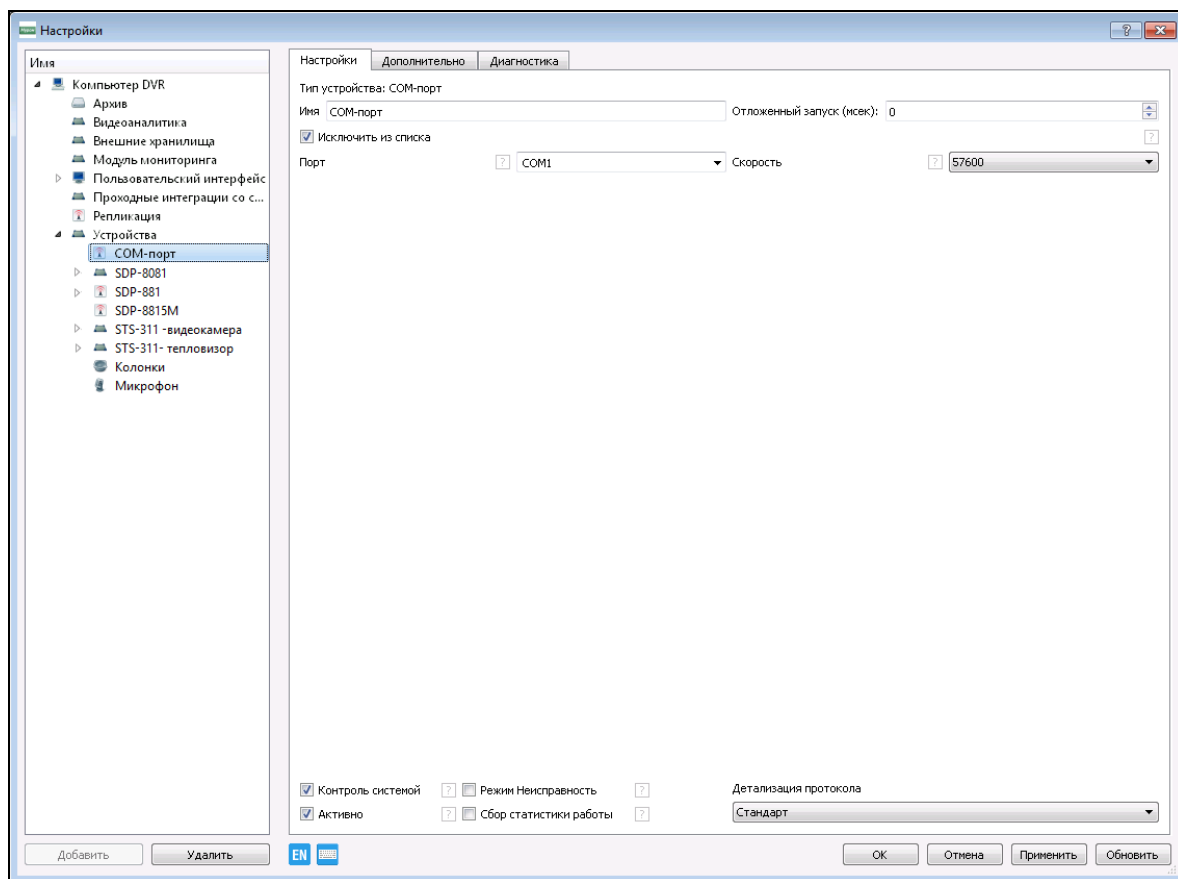 Настройки
Имя
Компьютер DVR
Архив
Видеоаналитика
Внешние хранилища
Модуль мониторинга
Пользовательский интерфейс
Проходные интеграции со с...
Репликация
Устройства
COM-порт
SDP-8081
SDP-881
SDP-8815M
STS-311 -видеокамера
STS-311- тепловизор
Колонки
Микрофон
Добавить Удалить
Настройки Дополнительно Диагностика
Тип устройства: COM-порт
Имя COM-порт Отложенный запуск (мсек): 0
Исключить из списка ?
Порт ? COM1 Скорость ? 57600
Контроль системой ? Режим Неисправность ? Детализация протокола
Активно ? Сбор статистики работы ? Стандарт
EN OK Отмена Применить Обновить